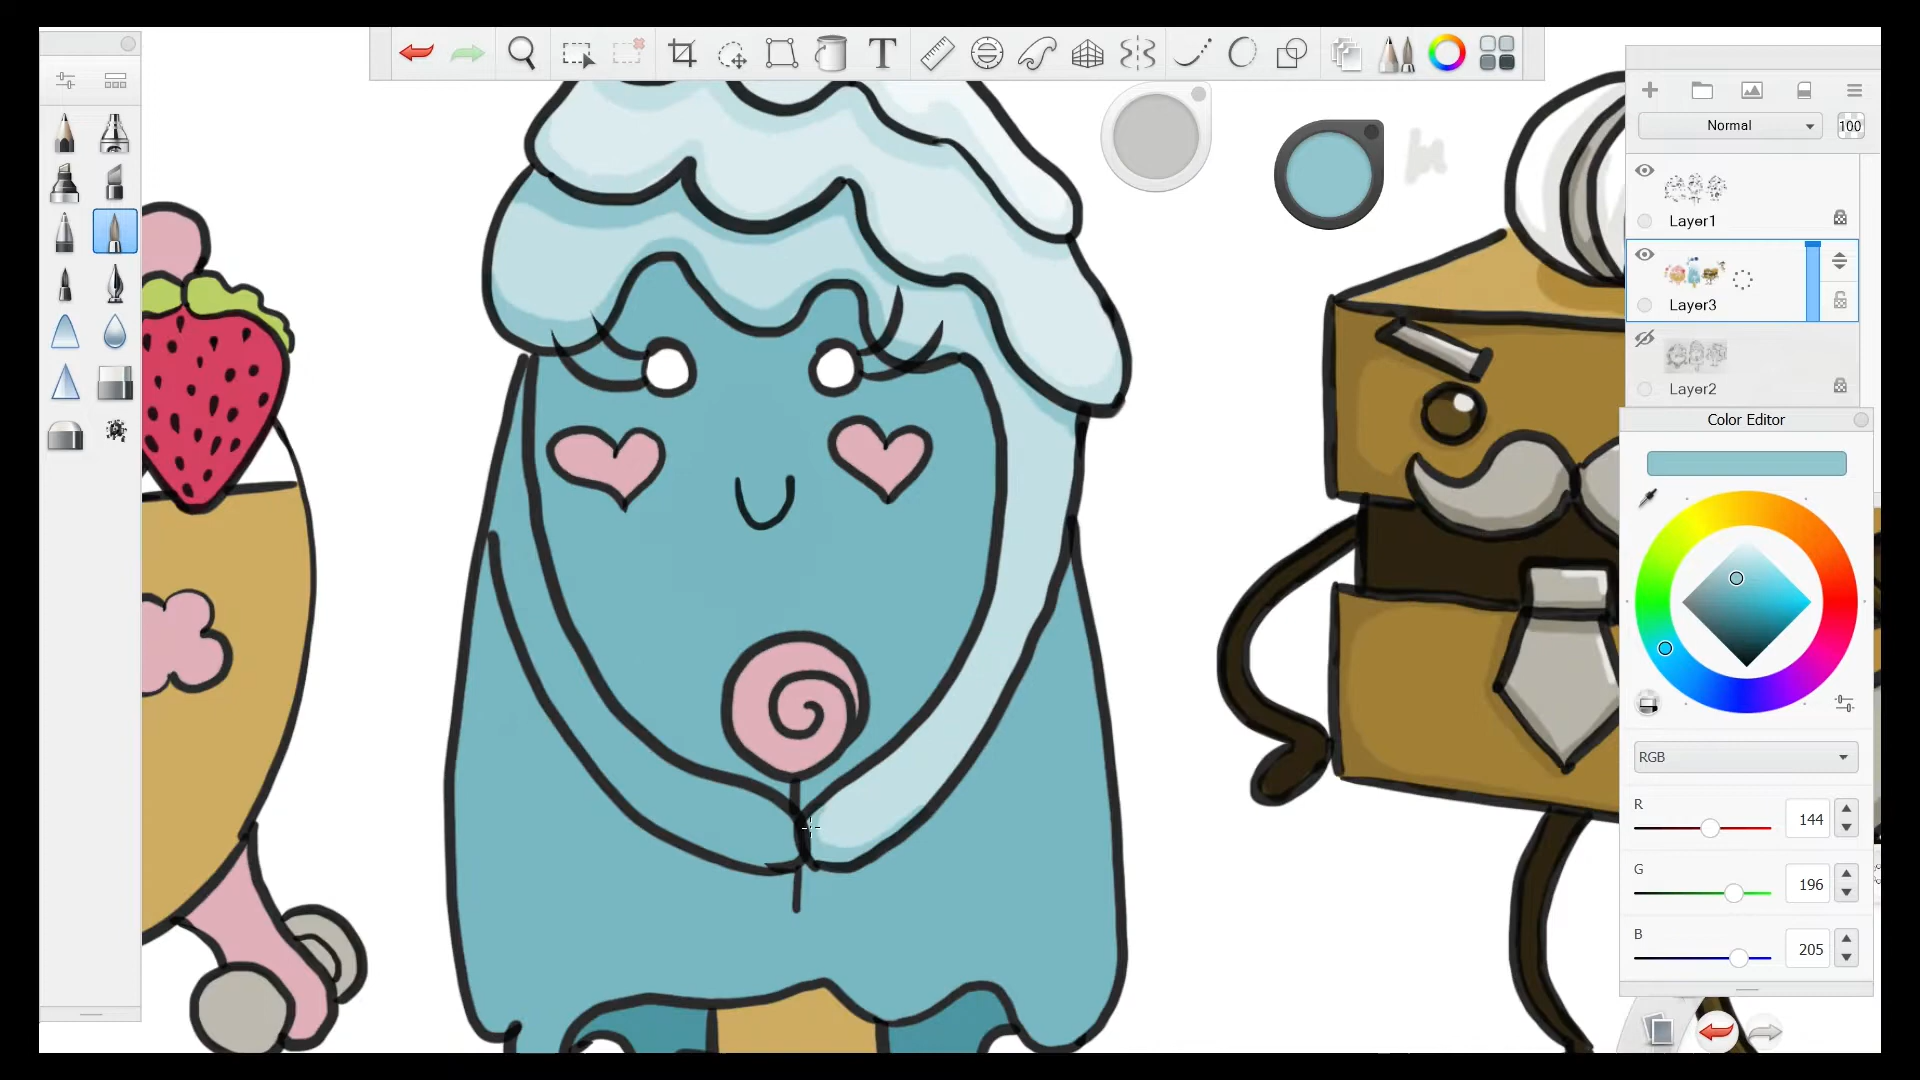 T
Normal
100
Layer1
Layer3
Layer2
Color Editor
RGB
R
144
G
196
B
205